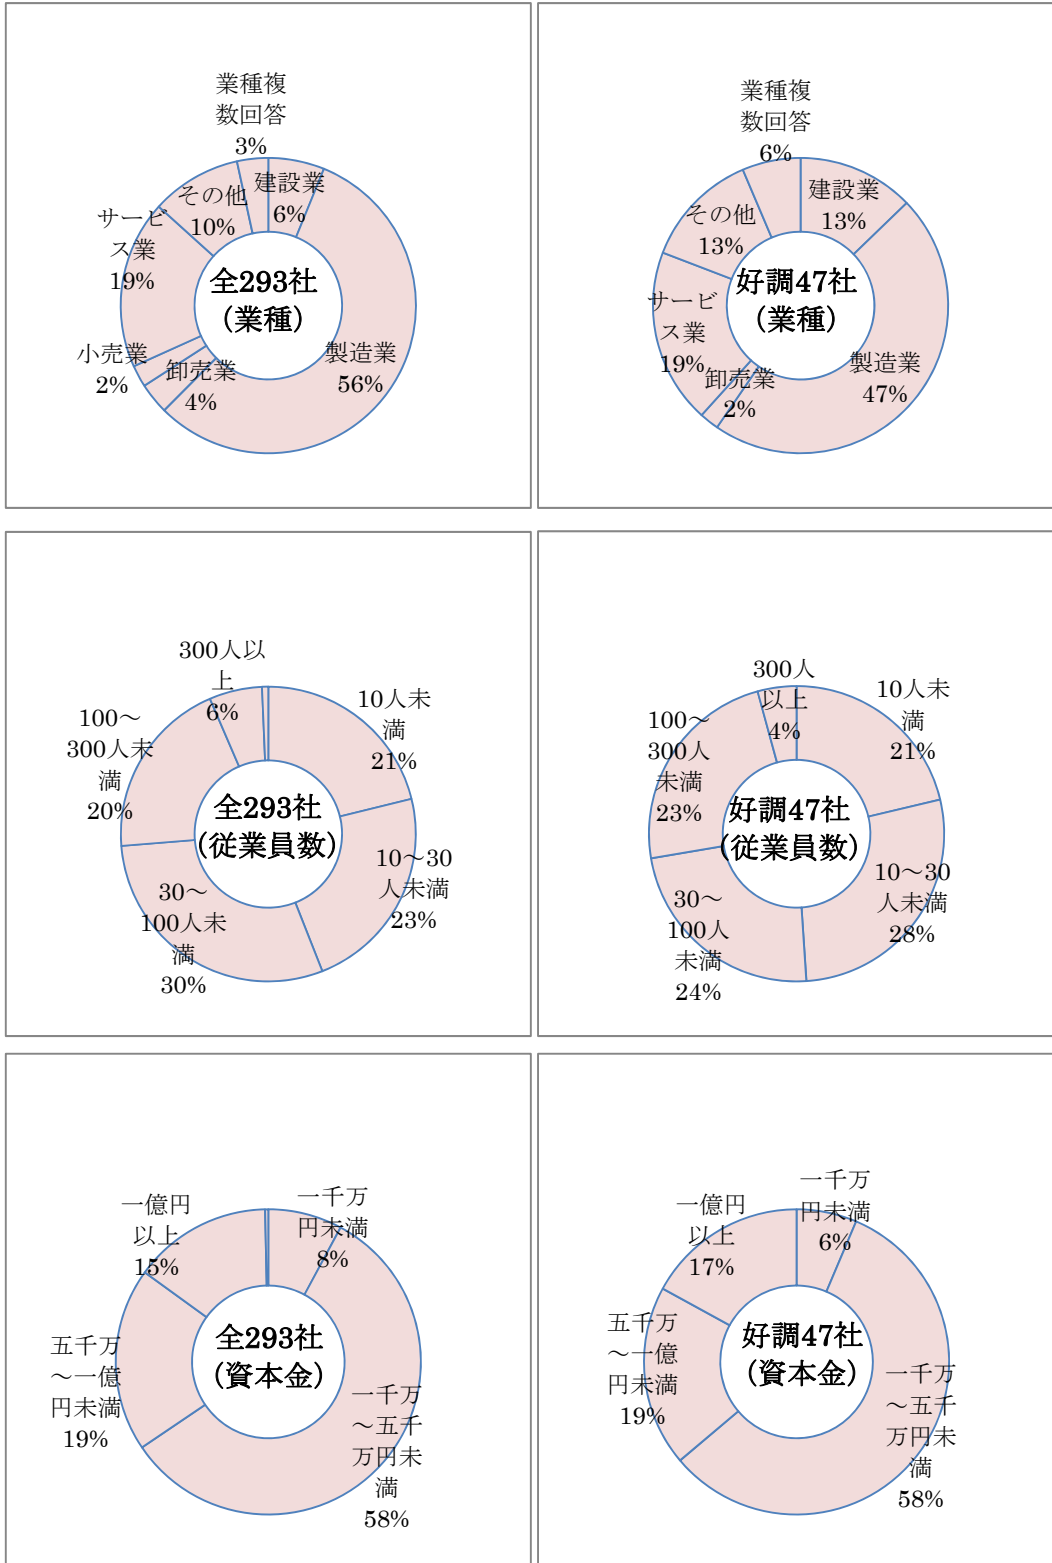 業種複
数回答
3%
建設業
6%
その他
10%
サービ
ス業
19%
全293社
(業種)
製造業
56%
小売業
2%
卸売業
4%
業種複
数回答
6%
建設業
13%
その他
13%
サービ
ス業
19%
好調47社
(業種)
製造業
47%
卸売業
2%
300人以
上
6%
10人未
満
21%
100～
300人未
満
20%
全293社
(従業員数)
10～30
人未満
23%
30～
100人未
満
30%
300人
以上
4%
10人未
満
21%
100～
300人
未満
23%
好調47社
(従業員数)
10～30
人未満
28%
30～
100人
未満
24%
一億円
以上
15%
一千万
円未満
8%
五千万
～一億
円未満
19%
全293社
(資本金)
一千万
～五千
万円未
満
58%
一億円
以上
17%
一千万
円未満
6%
五千万
～一億
円未満
19%
好調47社
(資本金)
一千万
～五千
万円未
満
58%